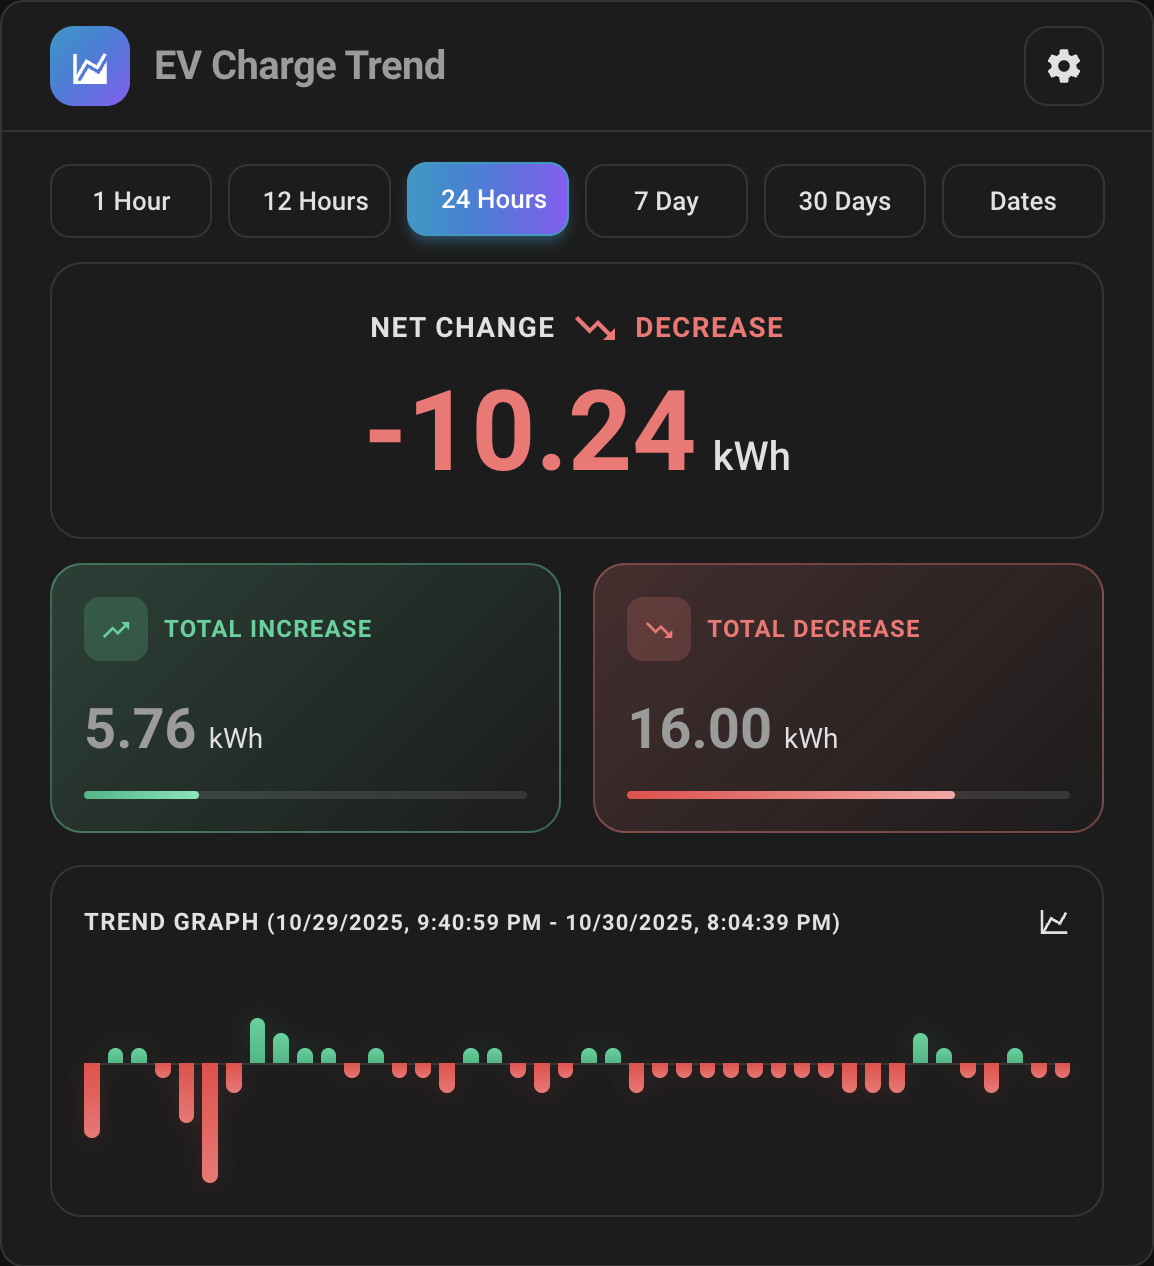 EV Charge Trend
1 Hour 12 Hours 24 Hours 7 Day 30 Days Dates
NET CHANGE DECREASE
-10.24 kWh
TOTAL INCREASE
5.76 kWh
TOTAL DECREASE
16.00 kWh
TREND GRAPH (10/29/2025, 9:40:59 PM - 10/30/2025, 8:04:39 PM)